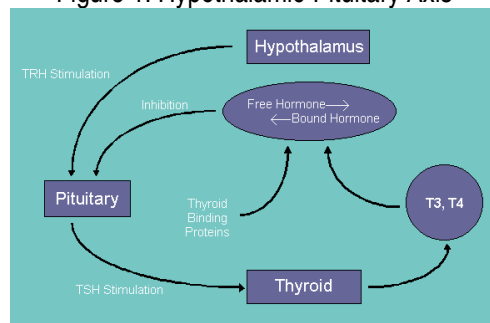 Figure 1. Hypothalamic-Pituitary Axis
Hypothalamus
TRH Stimulation
Inhibition
Free Hormone→
←Bound Hormone
Pituitary
Thyroid
Binding
Proteins
T3, T4
TSH Stimulation
Thyroid